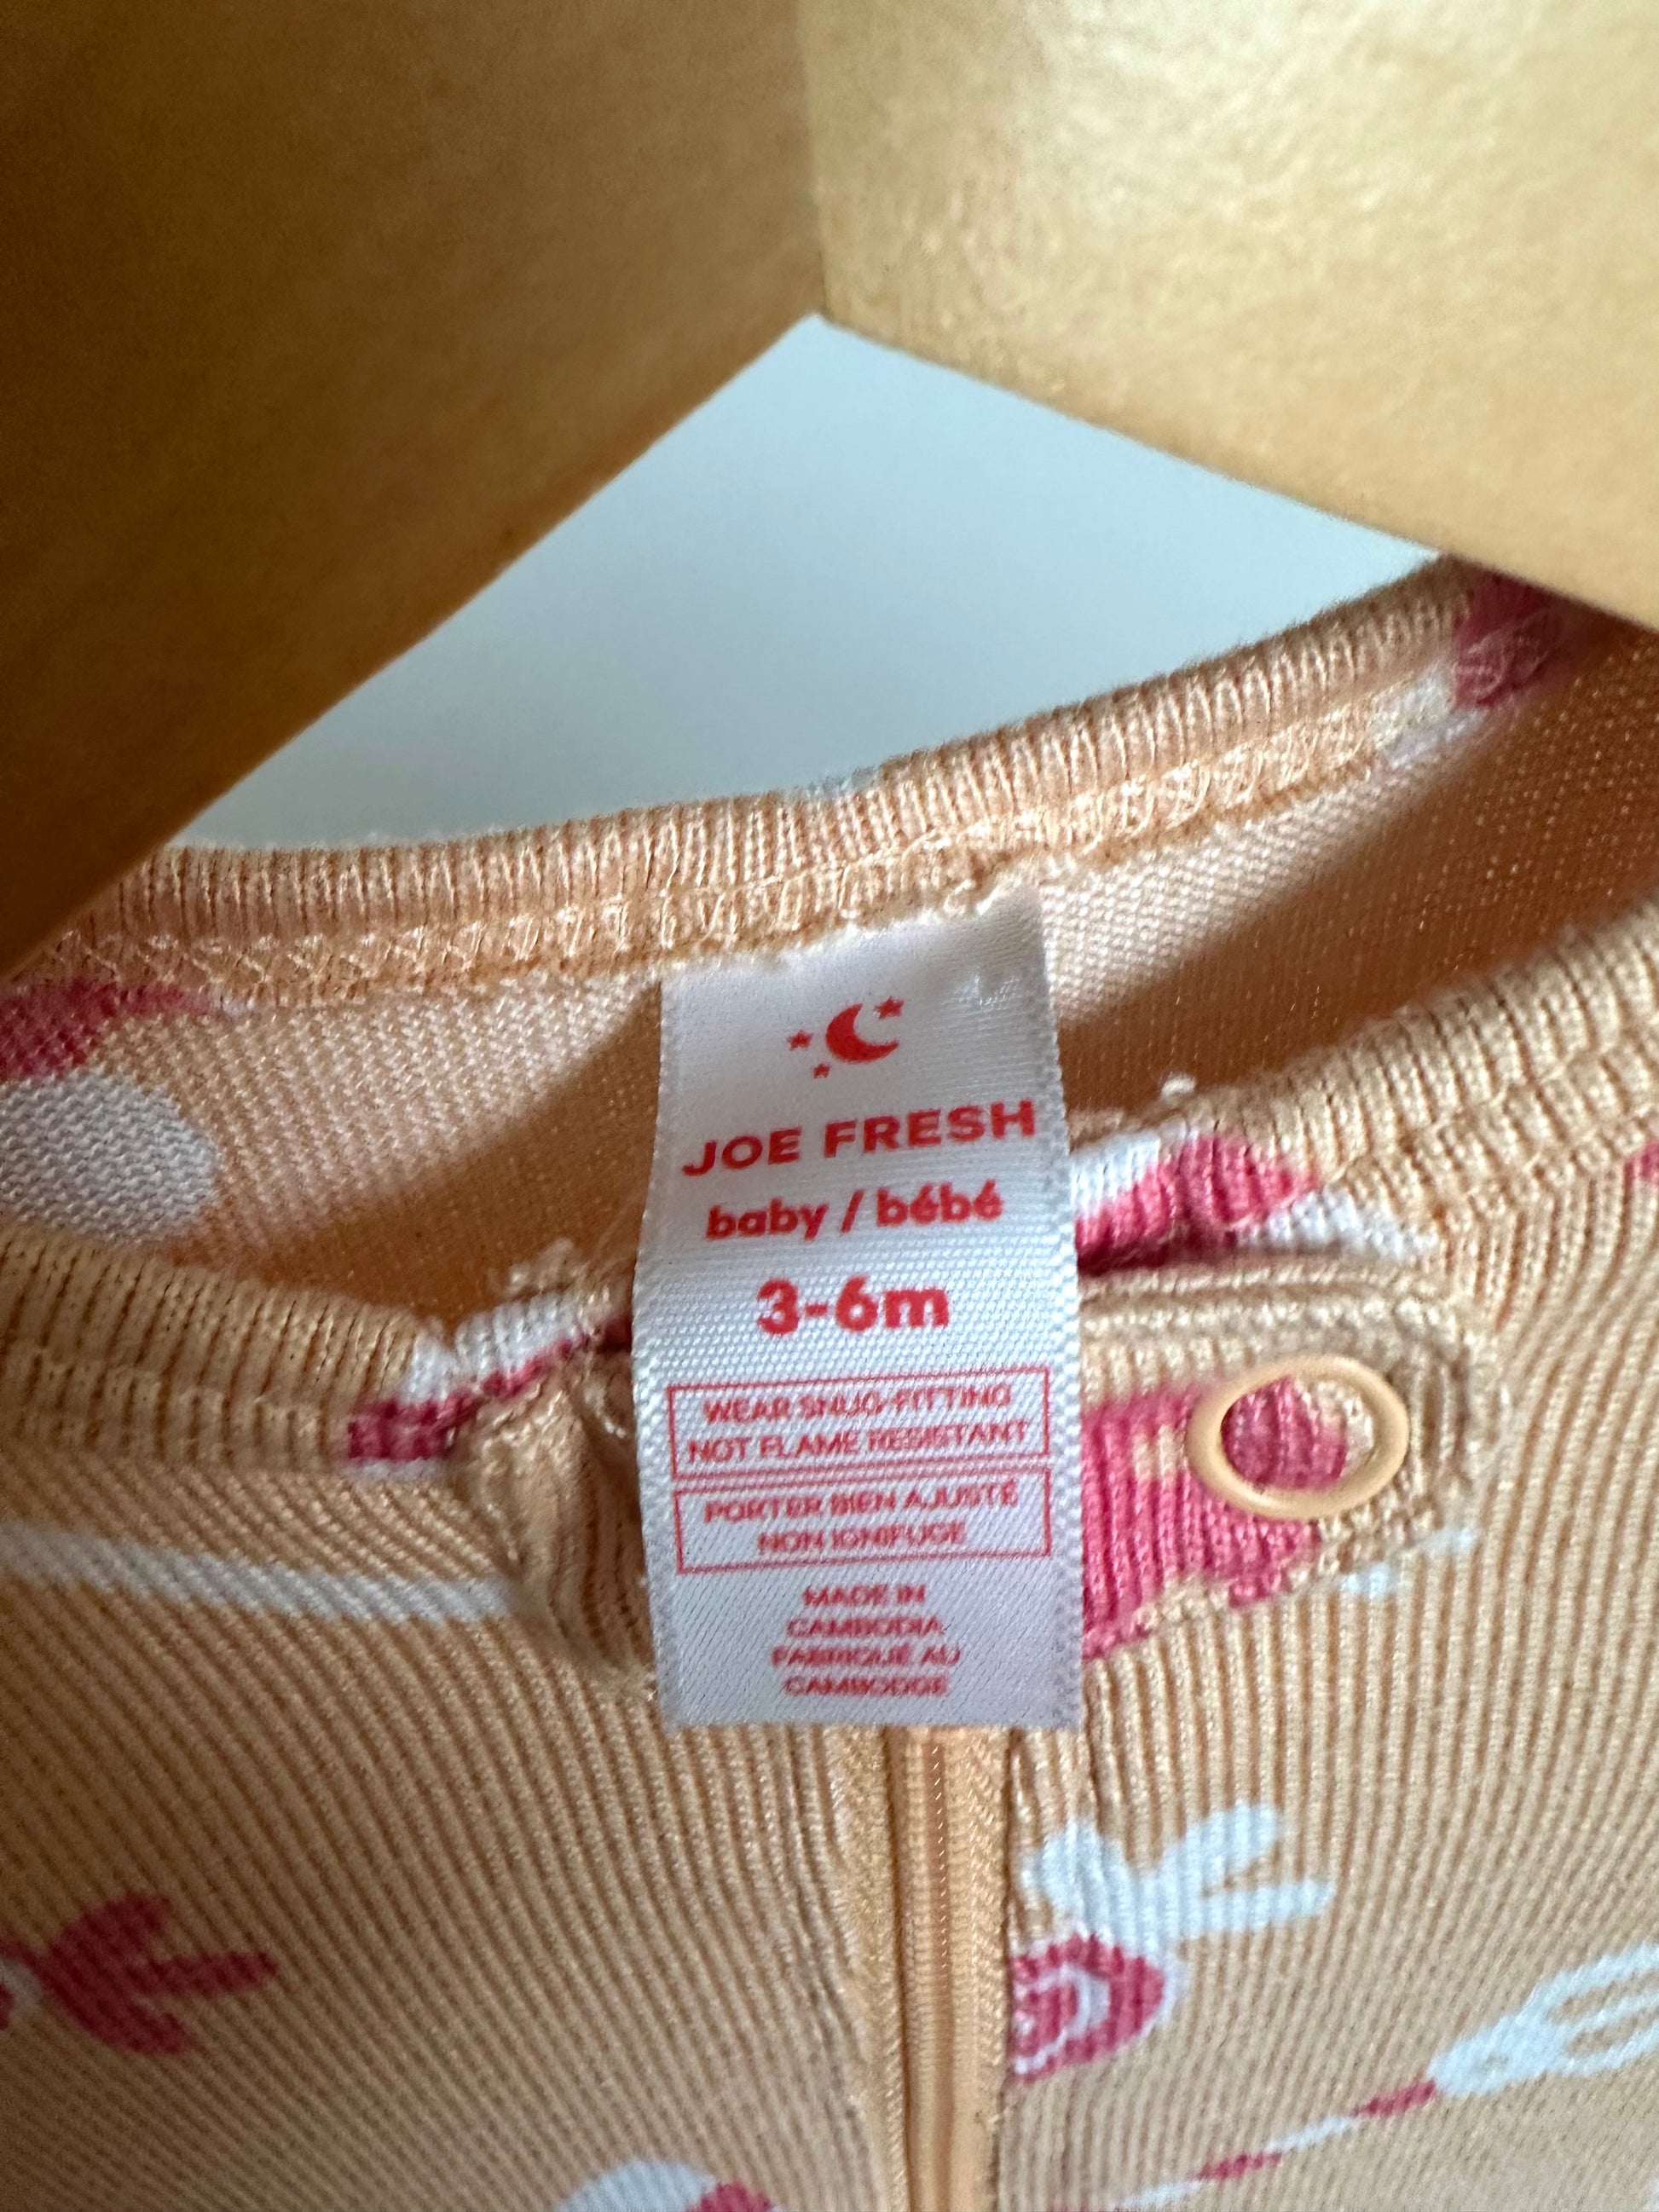 JOE FRESH
baby / bébé
3-6m
WEAR SNUG-FITTING
NOT FLAME RESISTANT
PORTER BIEN AJUSTÉ
NON IGNIFUGE
MADE IN
CAMBODIA
FABRIQUÉ AU
CAMBODGE